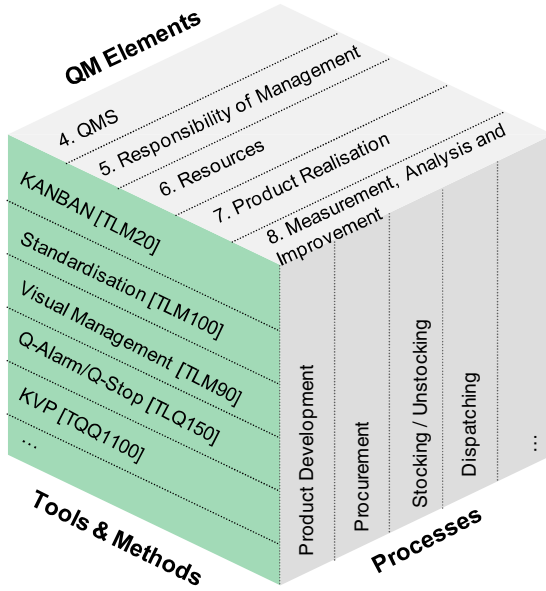 QM Elements
4. QMS
5. Responsibility of Management
6. Resources
7. Product Realisation
8. Measurement, Analysis and
Improvement
KANBAN [TLM20]
Standardisation [TLM100]
Visual Management [TLM90]
Q-Alarm/Q-Stop [TLQ150]
KVP [TQQ1100]
...
Tools & Methods
Product Development
Procurement
Stocking / Unstocking
Dispatching
...
Processes